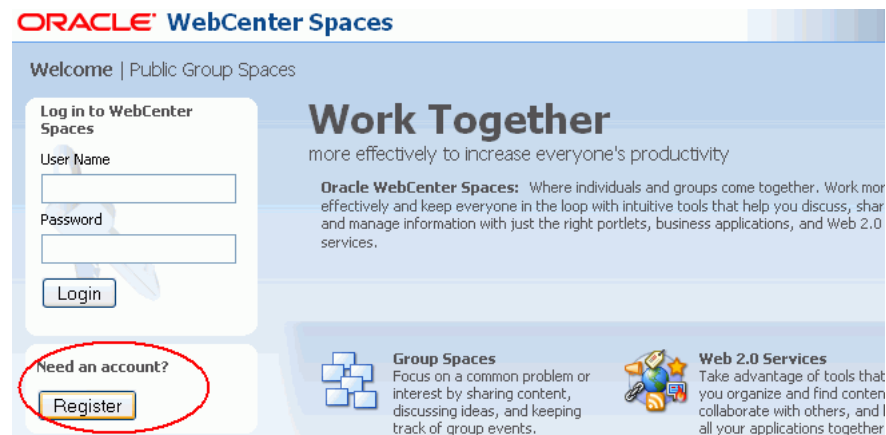 ORACLE WebCenter Spaces
Welcome | Public Group Spaces
Log in to WebCenter
Spaces
User Name
Password
Login
Need an account?
Register
Work Together
more effectively to increase everyone's productivity
Oracle WebCenter Spaces: Where individuals and groups come together. Work mor
effectively and keep everyone in the loop with intuitive tools that help you discuss, shar
and manage information with just the right portlets, business applications, and Web 2.0
services.
Group Spaces
Focus on a common problem or
interest by sharing content,
discussing ideas, and keeping
track of group events.
Web 2.0 Services
Take advantage of tools that
you organize and find conten
collaborate with others, and
all your applications together